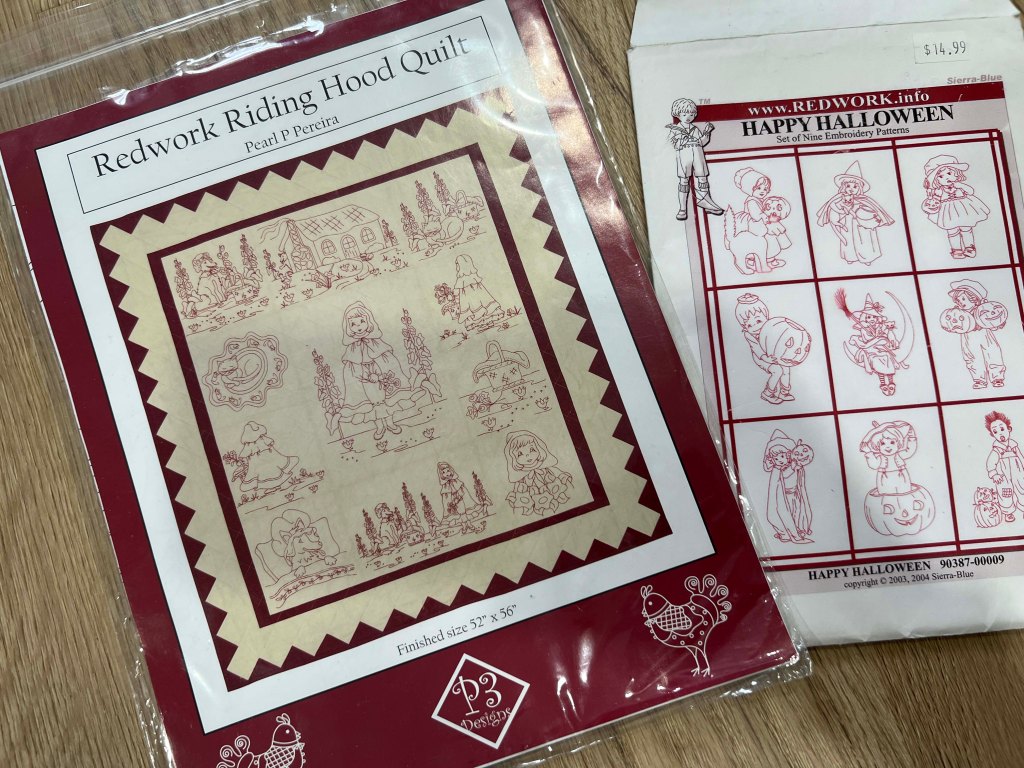 Redwork Riding Hood Quilt
Pearl P Pereira
Finished size 52" x 56"
P3
Designs
$14.99
Sierra-Blue
TM
www.REDWORK.info
HAPPY HALLOWEEN
Set of Nine Embroidery Patterns
HAPPY HALLOWEEN 90387-00009
copyright © 2003, 2004 Sierra-Blue